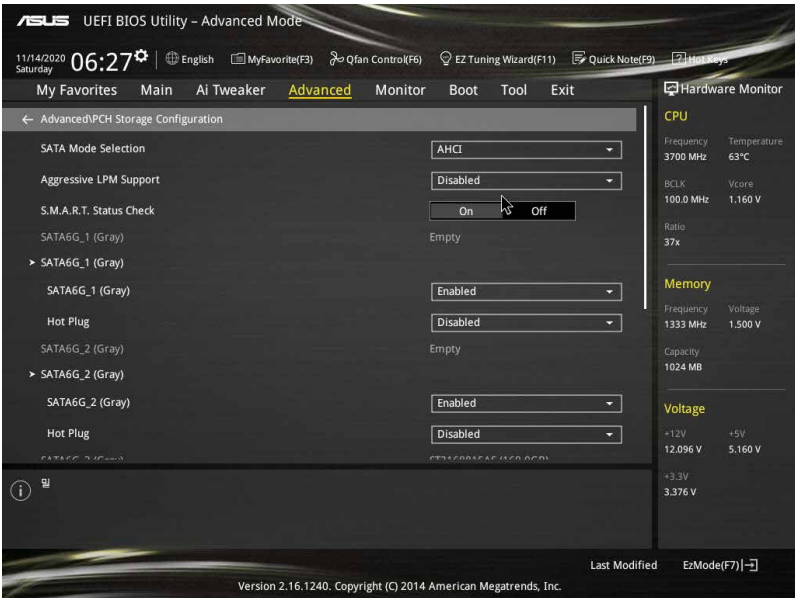 ASUS UEFI BIOS Utility – Advanced Mode
11/14/2020 Saturday 06:27 English MyFavorite(F3) Qfan Control(F6) EZ Tuning Wizard(F11) Quick Note(F9) Hot Keys
My Favorites Main Ai Tweaker Advanced Monitor Boot Tool Exit
← Advanced\PCH Storage Configuration
SATA Mode Selection AHCI
Aggressive LPM Support Disabled
S.M.A.R.T. Status Check On Off
SATA6G_1 (Gray) Empty
> SATA6G_1 (Gray)
SATA6G_1 (Gray) Enabled
Hot Plug Disabled
SATA6G_2 (Gray) Empty
> SATA6G_2 (Gray)
SATA6G_2 (Gray) Enabled
Hot Plug Disabled
밀
Hardware Monitor
CPU
Frequency Temperature
3700 MHz 63°C
BCLK Vcore
100.0 MHz 1.160 V
Ratio
37x
Memory
Frequency Voltage
1333 MHz 1.500 V
Capacity
1024 MB
Voltage
+12V +5V
12.096 V 5.160 V
+3.3V
3.376 V
Last Modified EzMode(F7)
Version 2.16.1240. Copyright (C) 2014 American Megatrends, Inc.